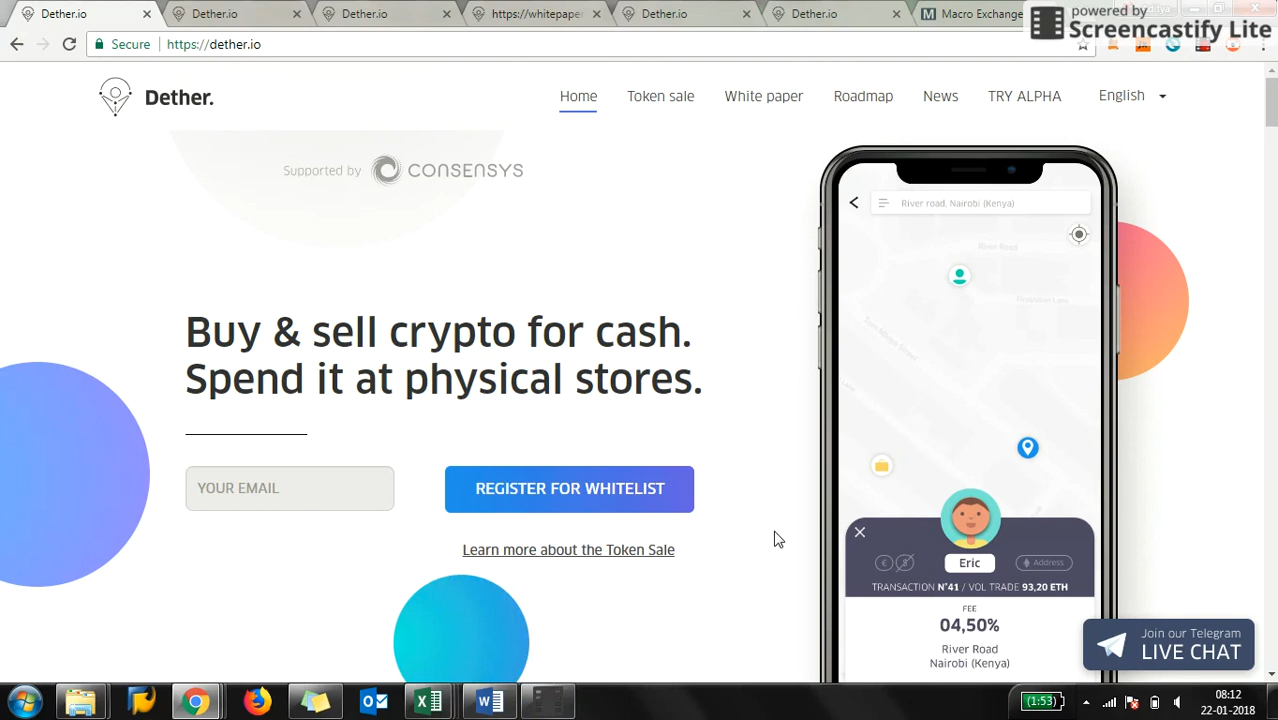 powered by
Screencastify Lite
Dether.io
Dether.io
Dether.io
https://whitepape
Dether.io
Dether.io
Macro Exchange
Secure
https://dether.io
Dether.
Home
Token sale
White paper
Roadmap
News
TRY ALPHA
English
Supported by
CONSENSYS
River road, Nairobi (Kenya)
River Road
Buy & sell crypto for cash.
Spend it at physical stores.
YOUR EMAIL
REGISTER FOR WHITELIST
Learn more about the Token Sale
Eric
Address
TRANSACTION N°41 / VOL TRADE 93,20 ETH
FEE
04,50%
River Road
Nairobi (Kenya)
Join our Telegram
LIVE CHAT
(1:53)
08:12
22-01-2018